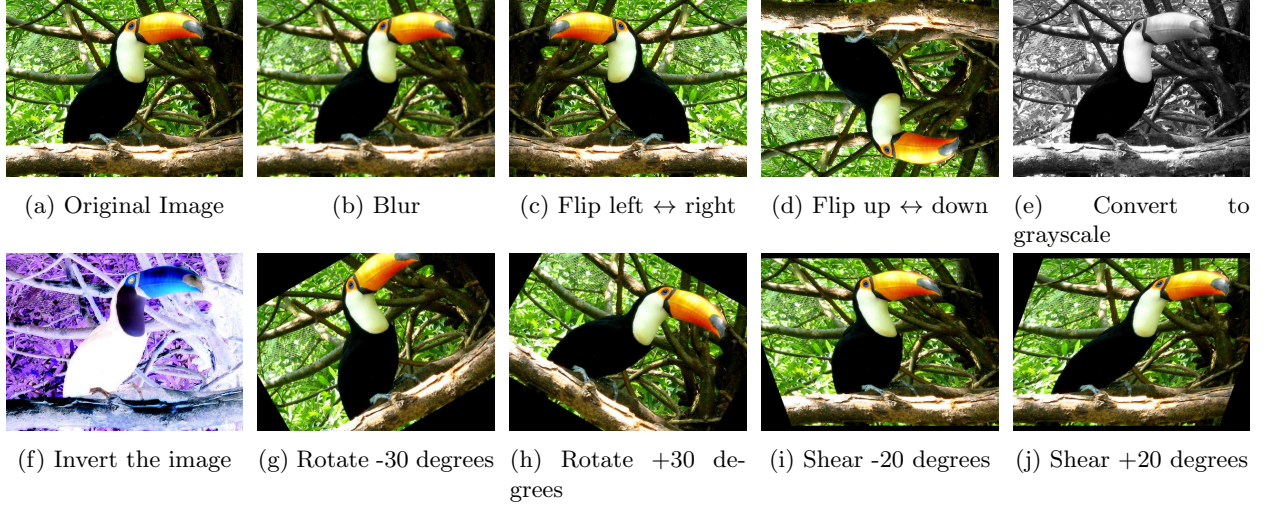 (a) Original Image
(b) Blur
(c) Flip left ↔ right
(d) Flip up ↔ down
(e) Convert to
grayscale
(f) Invert the image
(g) Rotate -30 degrees
(h) Rotate +30 de-
grees
(i) Shear -20 degrees
(j) Shear +20 degrees